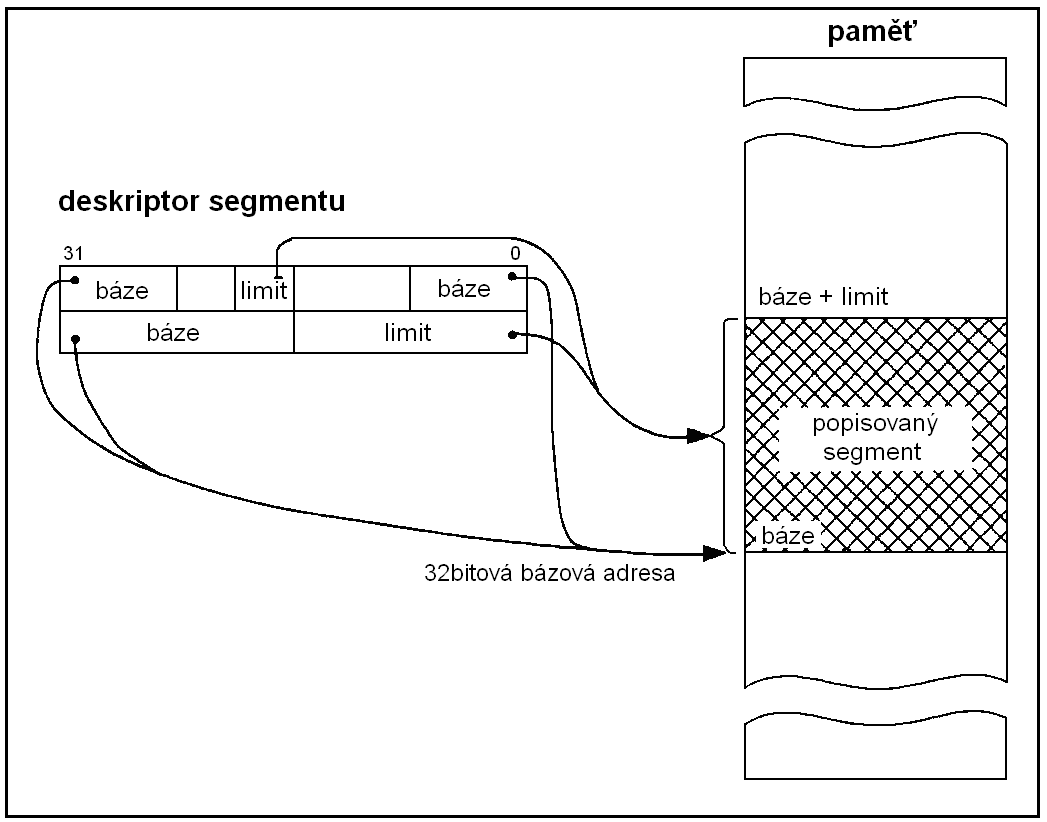 paměť
deskriptor segmentu
31 0
báze limit báze
báze limit
báze + limit
popisovaný
segment
báze
32bitová bázová adresa